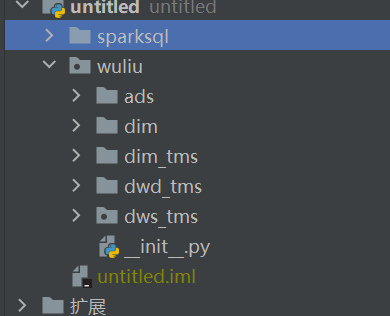 untitled untitled
sparksql
wuliu
ads
dim
dim_tms
dwd_tms
dws_tms
__init__.py
untitled.iml
扩展